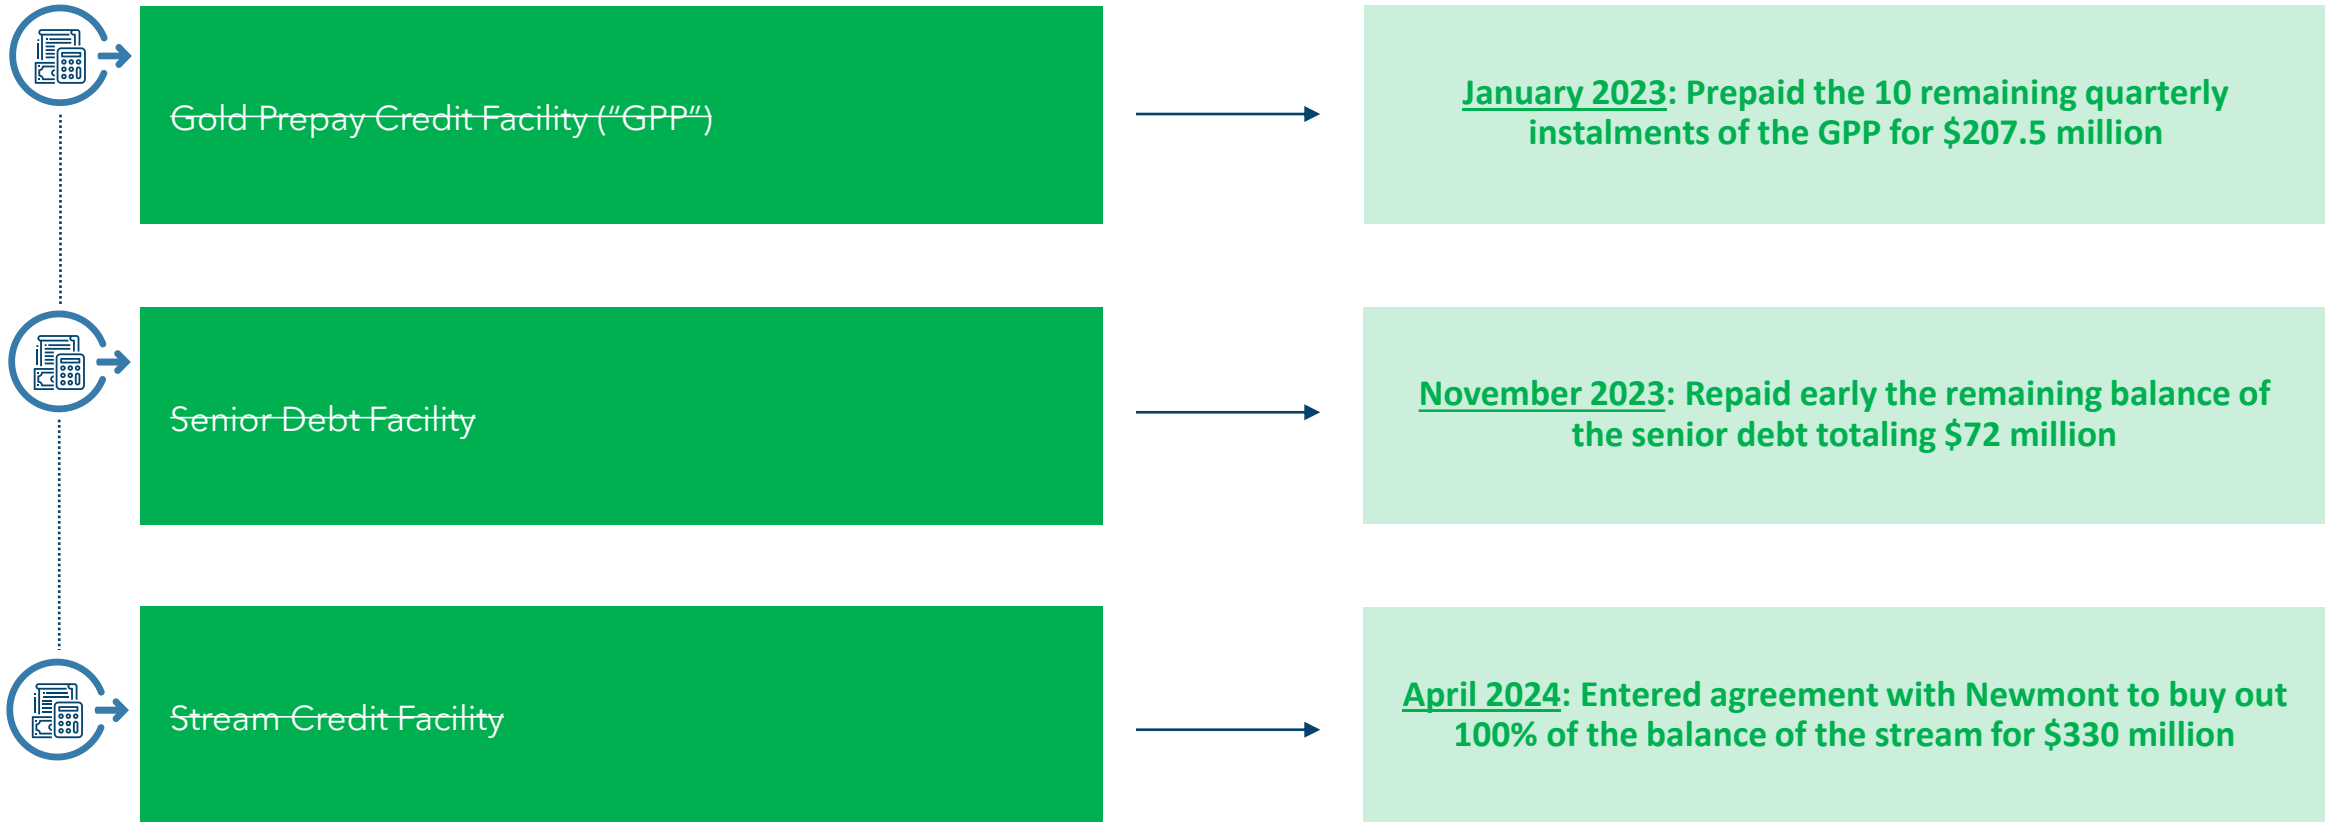 Gold Prepay Credit Facility (“GPP”)
January 2023: Prepaid the 10 remaining quarterly
instalments of the GPP for $207.5 million
Senior Debt Facility
November 2023: Repaid early the remaining balance of
the senior debt totaling $72 million
Stream Credit Facility
April 2024: Entered agreement with Newmont to buy out
100% of the balance of the stream for $330 million